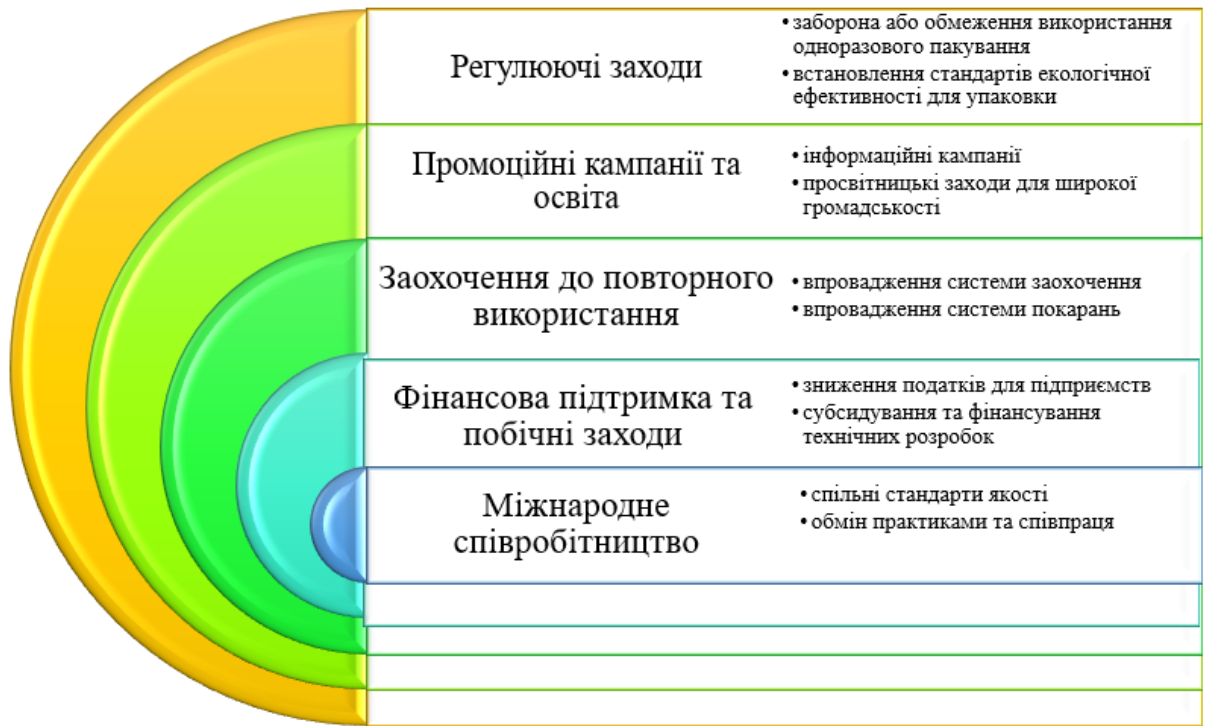 Регулюючі заходи
• заборона або обмеження використання
одноразового пакування
• встановлення стандартів екологічної
ефективності для упаковки
Промоційні кампанії та
освіта
• інформаційні кампанії
• просвітницькі заходи для широкої
громадськості
Заохочення до повторного
використання
• впровадження системи заохочення
• впровадження системи покарань
Фінансова підтримка та
побічні заходи
• зниження податків для підприємств
• субсидування та фінансування
технічних розробок
Міжнародне
співробітництво
• спільні стандарти якості
• обмін практиками та співпраця